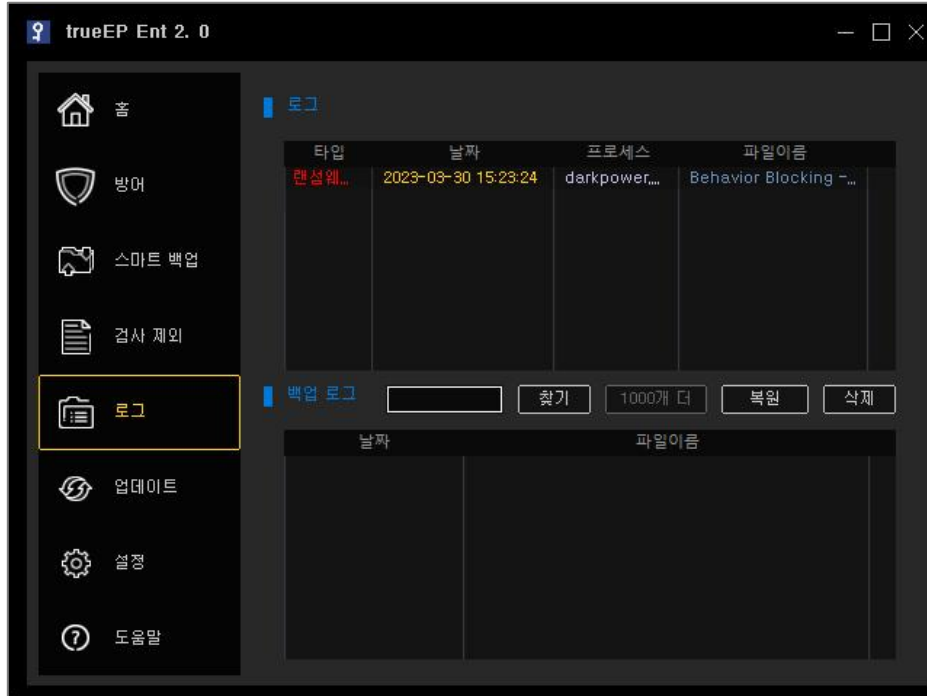 trueEP Ent 2. 0
홈
방어
스마트 백업
검사 제외
로그
업데이트
설정
도움말
로그
타입 날짜 프로세스 파일이름
랜섬웨... 2023-03-30 15:23:24 darkpower,... Behavior Blocking -...
백업 로그 찾기 1000개 더 복원 삭제
날짜 파일이름